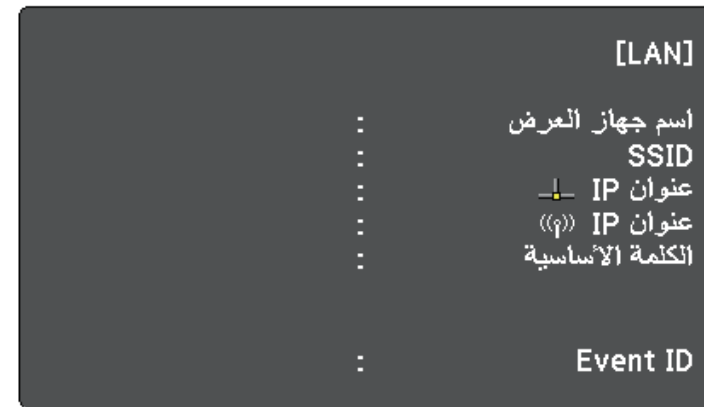 [LAN]
اسم جهاز العرض :
SSID :
عنوان IP :
عنوان IP :
الكلمة الأساسية :
Event ID :